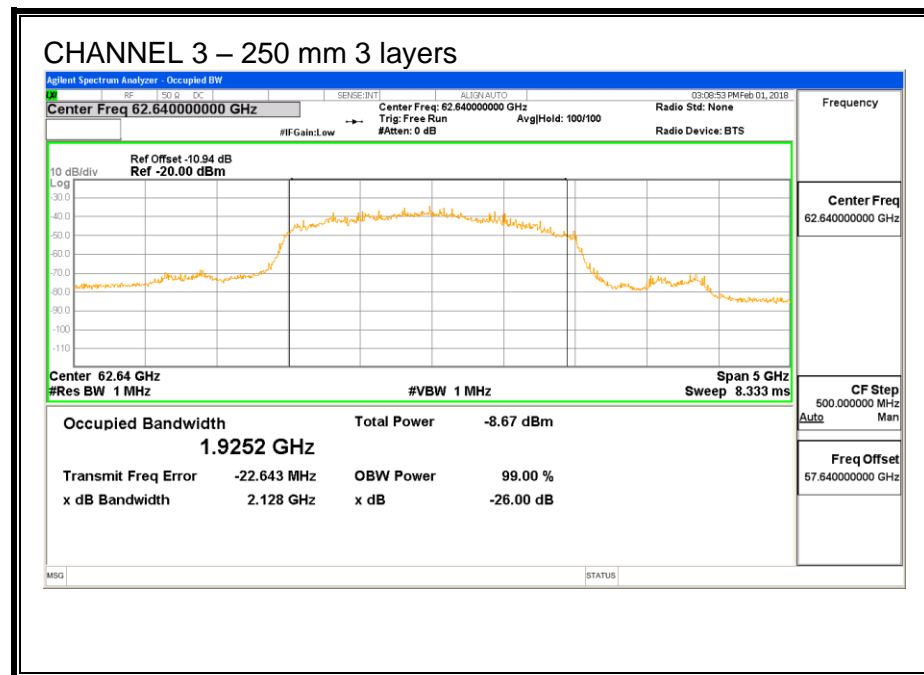 CHANNEL 3 – 250 mm 3 layers
Agilent Spectrum Analyzer - Occupied BW
RF 50 Ω DC SENSE:INT ALIGN AUTO 03:08:53 PM Feb 01, 2018
Center Freq 62.640000000 GHz
Center Freq: 62.640000000 GHz
Radio Std: None
Trig: Free Run Avg|Hold: 100/100
#IFGain:Low #Atten: 0 dB Radio Device: BTS
Frequency
Ref Offset -10.94 dB
10 dB/div Ref -20.00 dBm
Log
-30.0
-40.0
-50.0
-60.0
-70.0
-80.0
-90.0
-100
-110
Center 62.64 GHz Span 5 GHz
#Res BW 1 MHz #VBW 1 MHz Sweep 8.333 ms
Center Freq
62.640000000 GHz
CF Step
500.000000 MHz
Auto Man
Freq Offset
57.640000000 GHz
Occupied Bandwidth Total Power -8.67 dBm
1.9252 GHz
Transmit Freq Error -22.643 MHz OBW Power 99.00 %
x dB Bandwidth 2.128 GHz x dB -26.00 dB
MSG STATUS